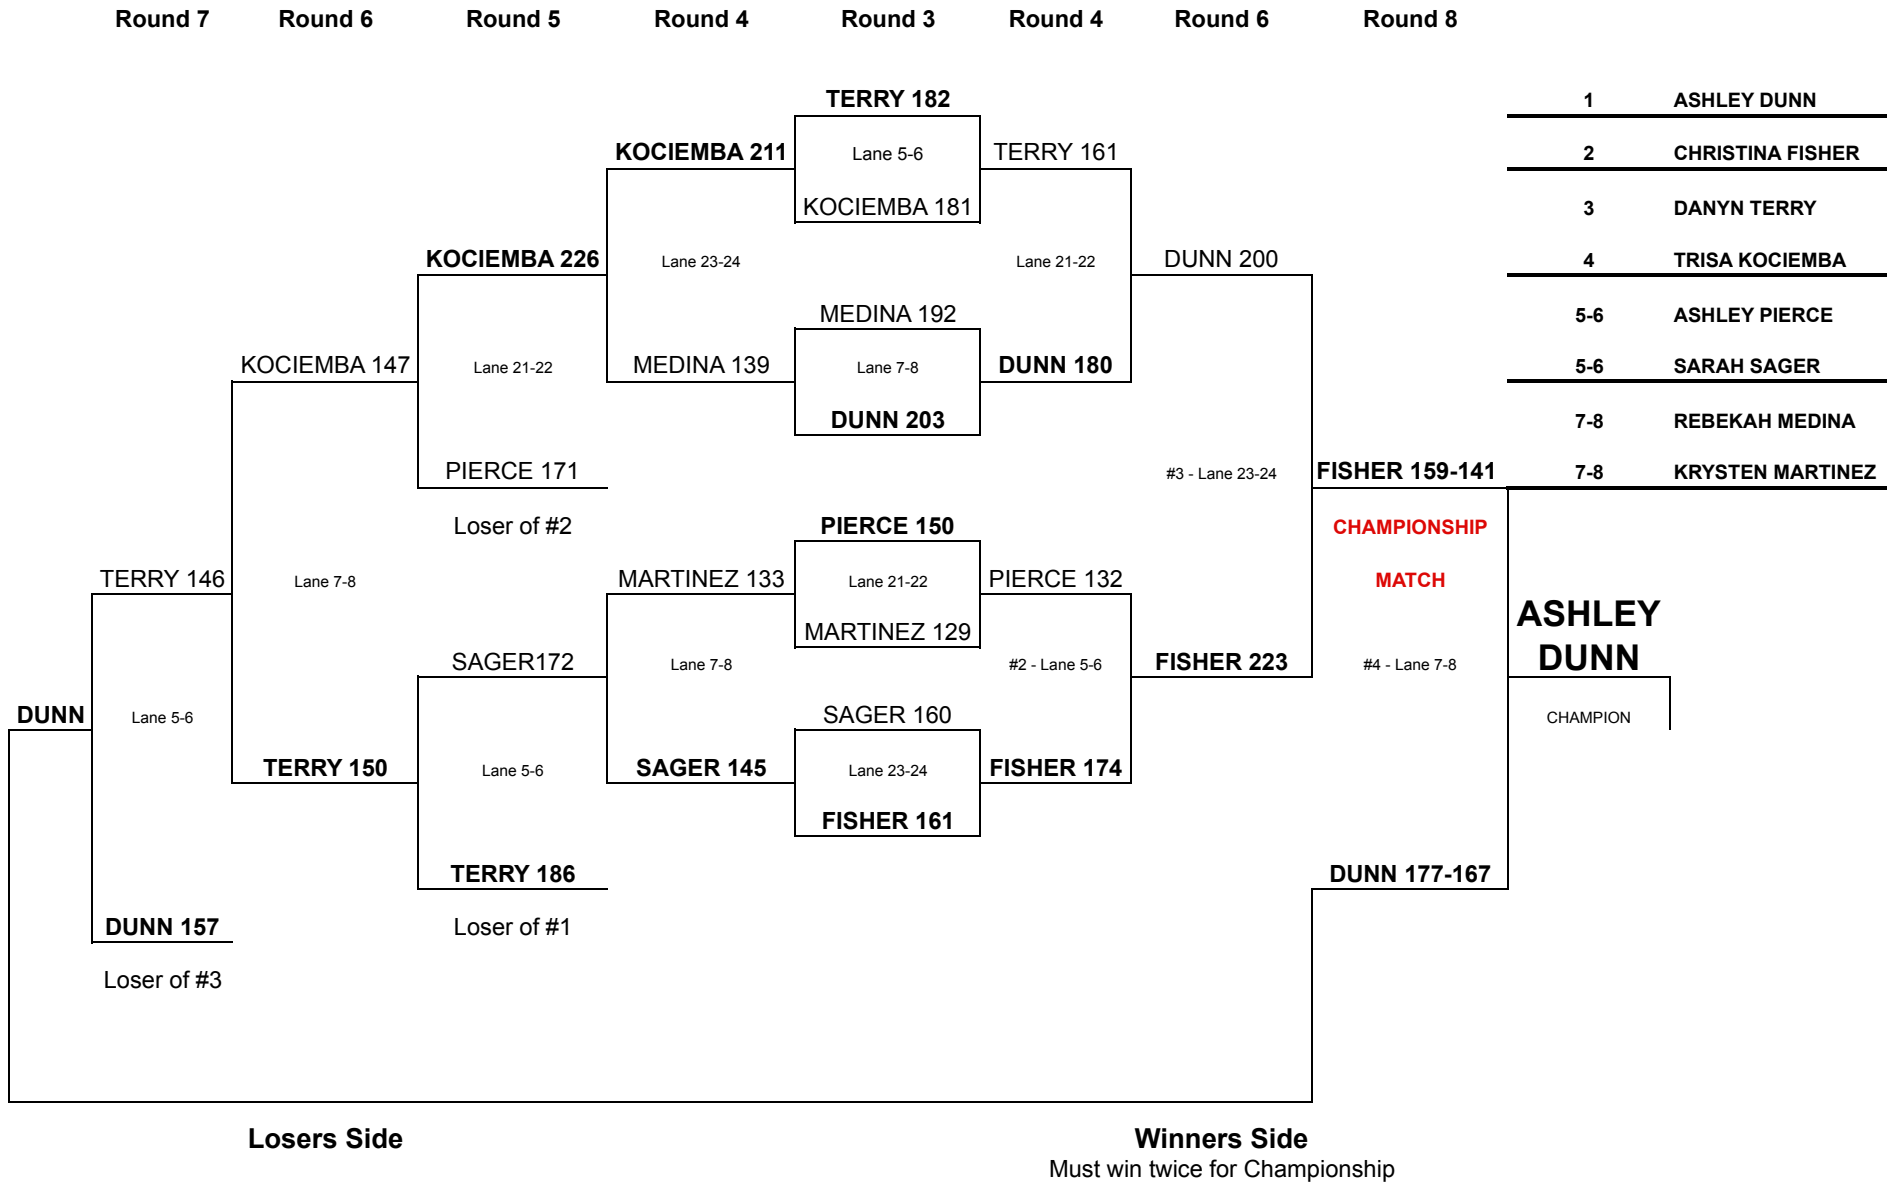 Round 7 Round 6 Round 5 Round 4 Round 3 Round 4 Round 6 Round 8
TERRY 182 1 ASHLEY DUNN
KOCIEMBA 211 Lane 5-6 TERRY 161 2 CHRISTINA FISHER
KOCIEMBA 181 3 DANYN TERRY
KOCIEMBA 226 Lane 23-24 Lane 21-22 DUNN 200 4 TRISA KOCIEMBA
MEDINA 192 5-6 ASHLEY PIERCE
KOCIEMBA 147 Lane 21-22 MEDINA 139 Lane 7-8 DUNN 180 5-6 SARAH SAGER
DUNN 203 7-8 REBEKAH MEDINA
PIERCE 171 #3 - Lane 23-24 FISHER 159-141 7-8 KRYSTEN MARTINEZ
Loser of #2 PIERCE 150 CHAMPIONSHIP
TERRY 146 Lane 7-8 MARTINEZ 133 Lane 21-22 PIERCE 132 MATCH
ASHLEY
MARTINEZ 129
SAGER172 Lane 7-8 #2 - Lane 5-6 FISHER 223 #4 - Lane 7-8 DUNN
DUNN Lane 5-6 SAGER 160 CHAMPION
TERRY 150 Lane 5-6 SAGER 145 Lane 23-24 FISHER 174
FISHER 161
TERRY 186 DUNN 177-167
DUNN 157 Loser of #1
Loser of #3
Losers Side Winners Side
Must win twice for Championship